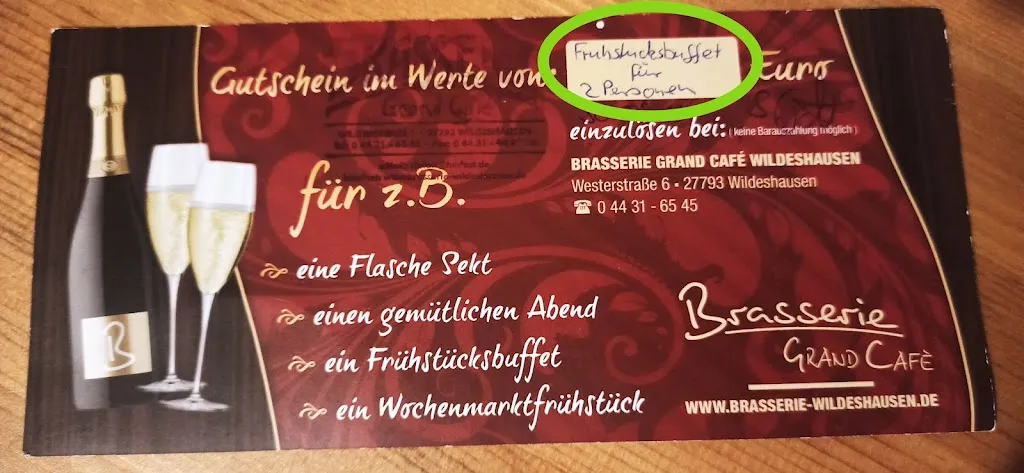 Gutschein im Werte von: Frühstücksbuffet für 2 Personen Euro
einzulösen bei: (keine Barauszahlung möglich)
BRASSERIE GRAND CAFÉ WILDESHAUSEN
Westerstraße 6 ▪ 27793 Wildeshausen
☎ 0 44 31 - 65 45
für z.B.
eine Flasche Sekt
einen gemütlichen Abend
ein Frühstücksbuffet
ein Wochenmarktfrühstück
B
Brasserie
GRAND CAFÈ
WWW.BRASSERIE-WILDESHAUSEN.DE